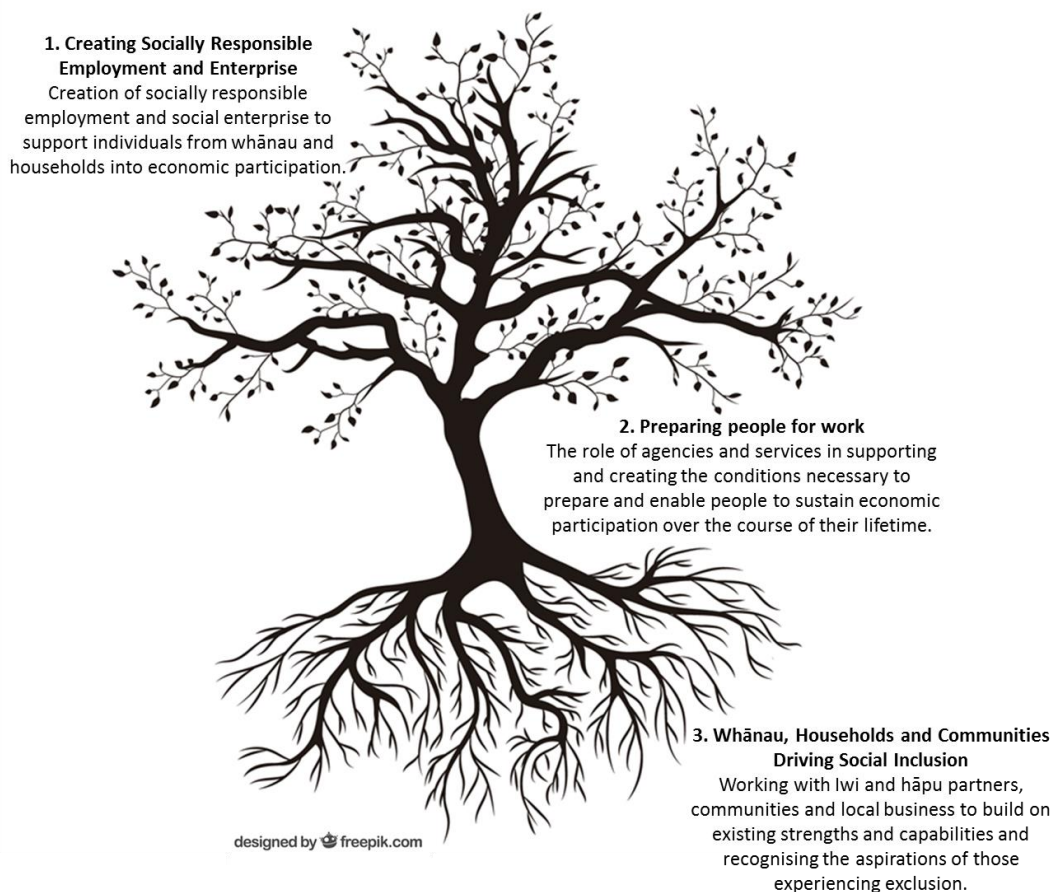 1. Creating Socially Responsible
Employment and Enterprise
Creation of socially responsible
employment and social enterprise to
support individuals from whānau and
households into economic participation.
2. Preparing people for work
The role of agencies and services in supporting
and creating the conditions necessary to
prepare and enable people to sustain economic
participation over the course of their lifetime.
3. Whānau, Households and Communities
Driving Social Inclusion
Working with Iwi and hāpu partners,
communities and local business to build on
existing strengths and capabilities and
recognising the aspirations of those
experiencing exclusion.
designed by freepik.com